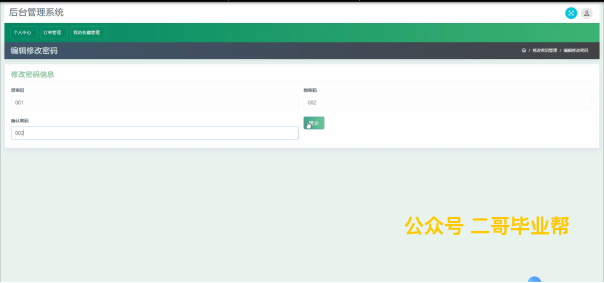 后台管理系统
个人中心 订单管理 我的收藏管理
编辑修改密码
/ 修改密码管理 / 编辑修改密码
修改密码信息
原密码
新密码
001
002
确认密码
002
公众号 二哥毕业帮